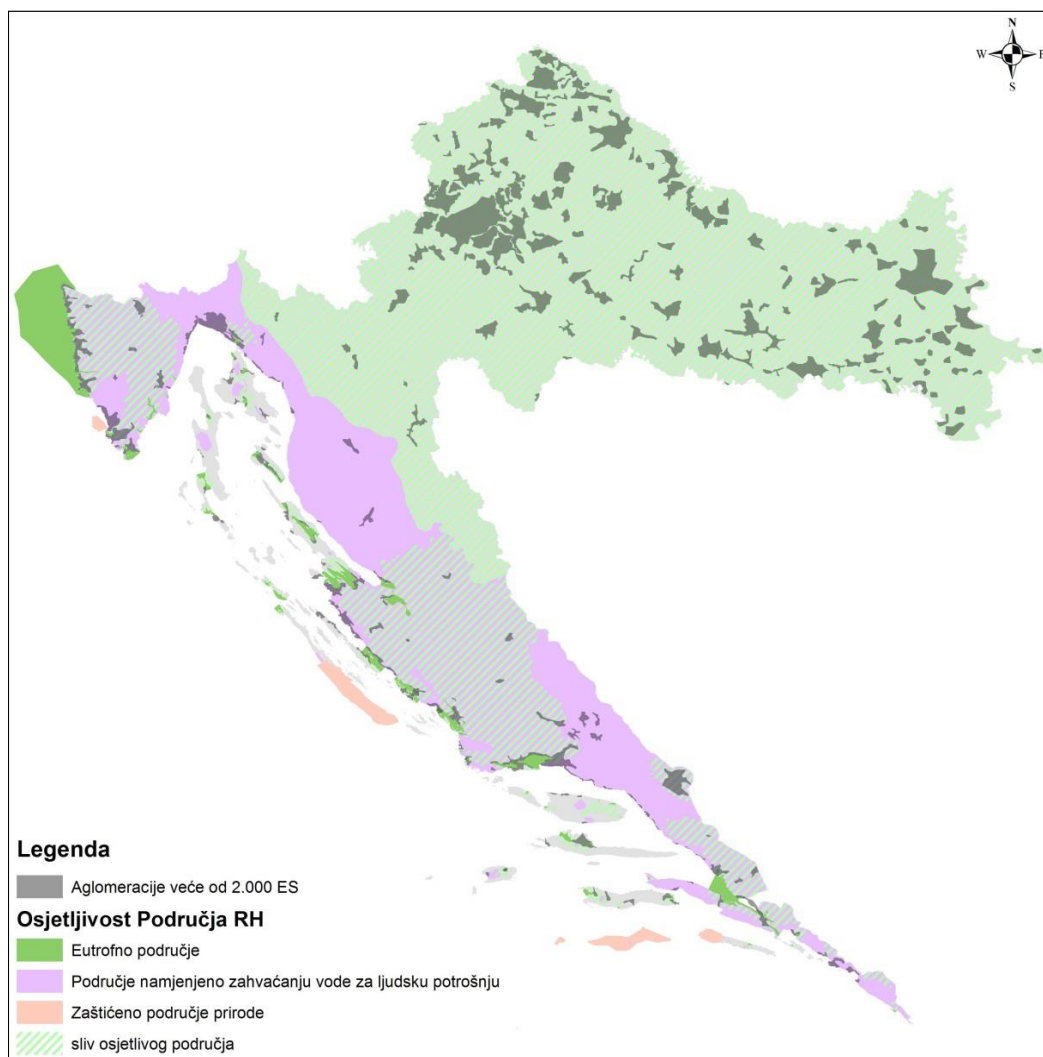 N
W E
S
Legenda
Aglomeracije veće od 2.000 ES
Osjetljivost Područja RH
Eutrofno područje
Područje namjenjeno zahvaćanju vode za ljudsku potrošnju
Zaštićeno područje prirode
sliv osjetlivog područja